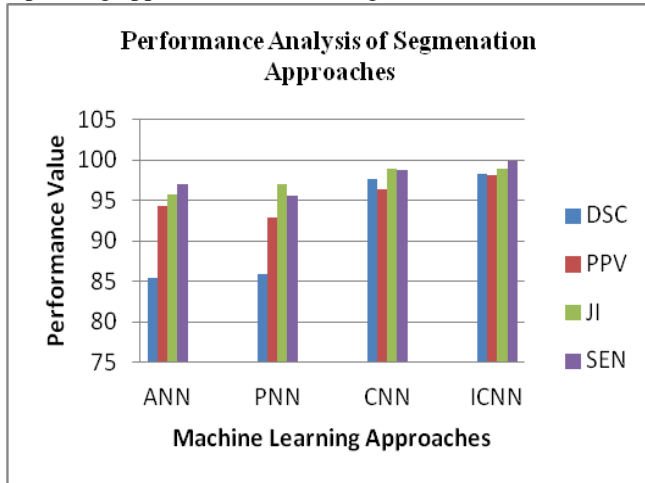 Performance Analysis of Segmenation
Approaches
Performance Value
105
100
95
90
85
80
75
ANN PNN CNN ICNN
Machine Learning Approaches
DSC
PPV
JI
SEN